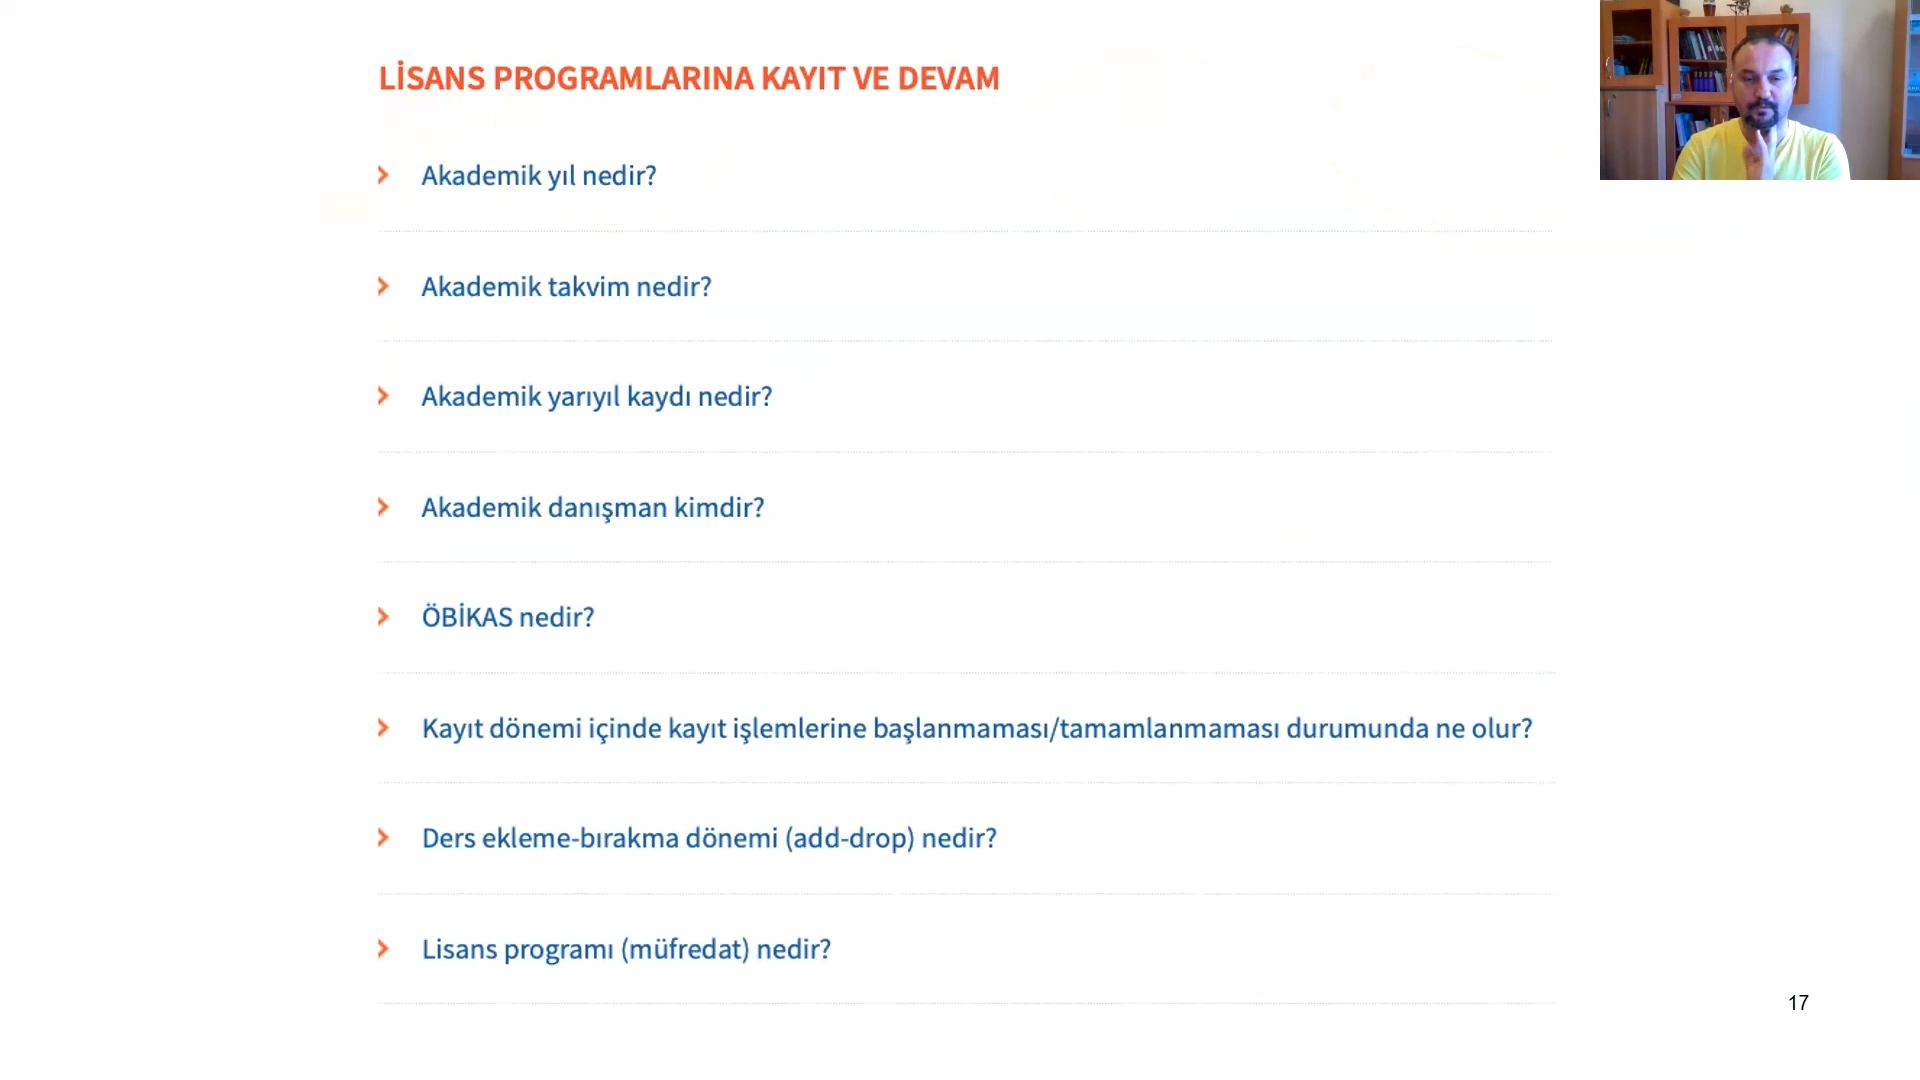 LİSANS PROGRAMLARINA KAYIT VE DEVAM
Akademik yıl nedir?
Akademik takvim nedir?
Akademik yarıyıl kaydı nedir?
Akademik danışman kimdir?
ÖBİKAS nedir?
Kayıt dönemi içinde kayıt işlemlerine başlanmaması/tamamlanmaması durumunda ne olur?
Ders ekleme-bırakma dönemi (add-drop) nedir?
Lisans programı (müfredat) nedir?
17